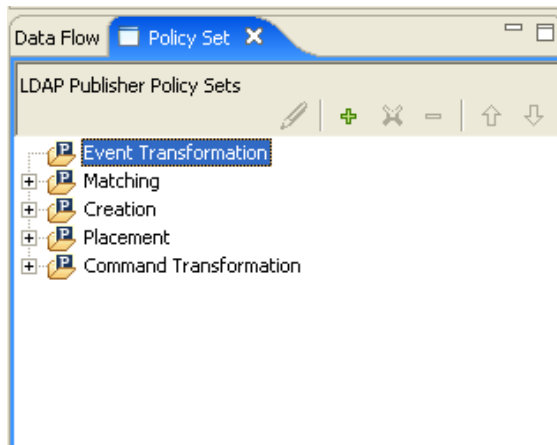 Data Flow Policy Set
LDAP Publisher Policy Sets
Event Transformation
Matching
Creation
Placement
Command Transformation